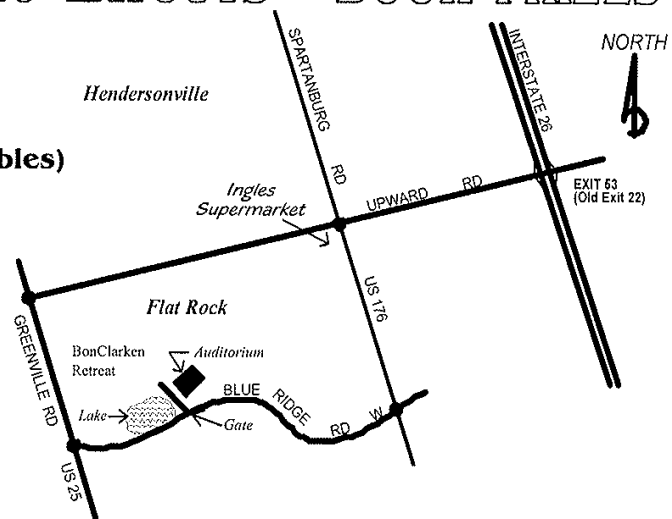 NORTH
Hendersonville
SPARTANBURG RD
INTERSTATE 26
bles)
Ingles
Supermarket
UPWARD RD
EXIT 53
(Old Exit 22)
US 176
Flat Rock
GREENVILLE RD
BonClarken
Retreat
Auditorium
BLUE RIDGE RD W
Lake
Gate
US 25